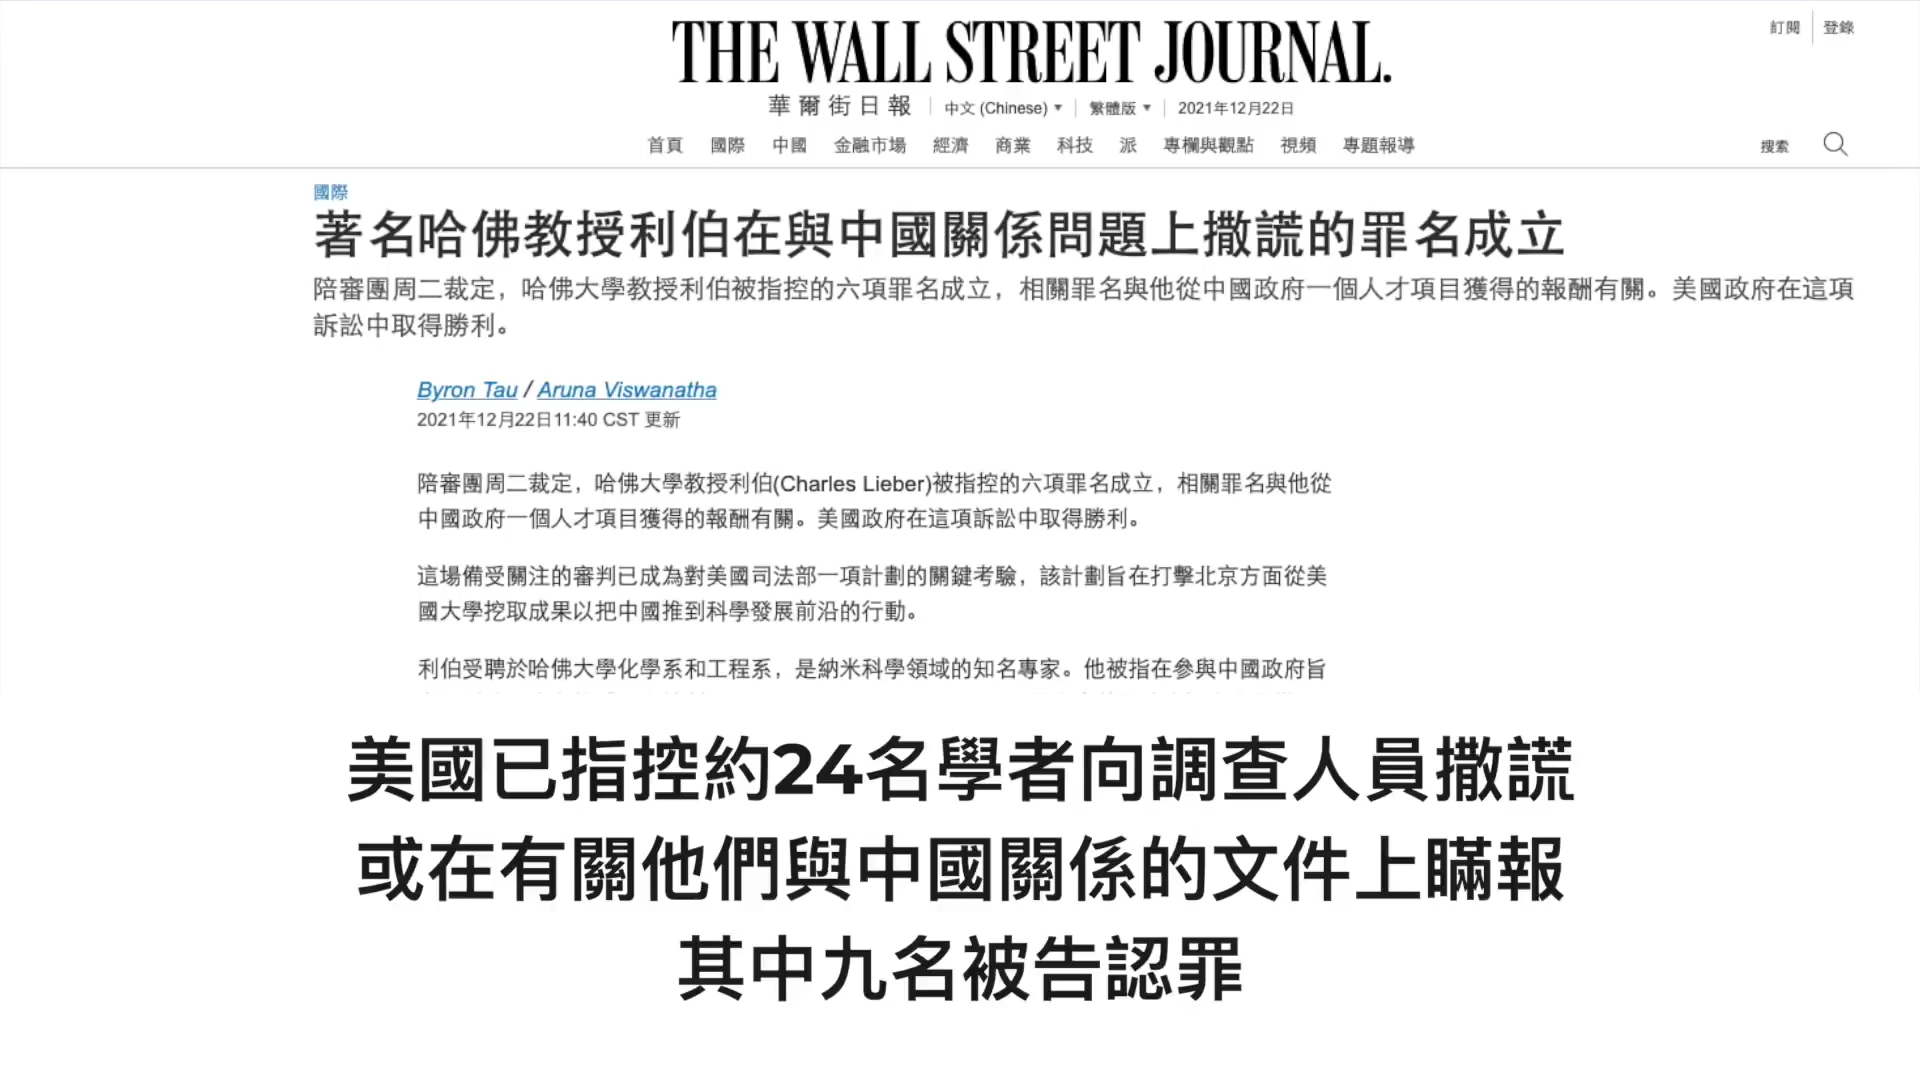 THE WALL STREET JOURNAL.
訂閱 登錄
華爾街日報 中文 (Chinese) 繁體版 2021年12月22日
首頁 國際 中國 金融市場 經濟 商業 科技 派 專欄與觀點 視頻 專題報導 搜索
國際
著名哈佛教授利伯在與中國關係問題上撒謊的罪名成立
陪審團周二裁定，哈佛大學教授利伯被指控的六項罪名成立，相關罪名與他從中國政府一個人才項目獲得的報酬有關。美國政府在這項
訴訟中取得勝利。
Byron Tau / Aruna Viswanatha
2021年12月22日11:40 CST 更新
陪審團周二裁定，哈佛大學教授利伯(Charles Lieber)被指控的六項罪名成立，相關罪名與他從
中國政府一個人才項目獲得的報酬有關。美國政府在這項訴訟中取得勝利。
這場備受關注的審判已成為對美國司法部一項計劃的關鍵考驗，該計劃旨在打擊北京方面從美
國大學挖取成果以把中國推到科學發展前沿的行動。
利伯受聘於哈佛大學化學系和工程系，是納米科學領域的知名專家。他被指在參與中國政府旨
美國已指控約24名學者向調查人員撒謊
或在有關他們與中國關係的文件上瞞報
其中九名被告認罪